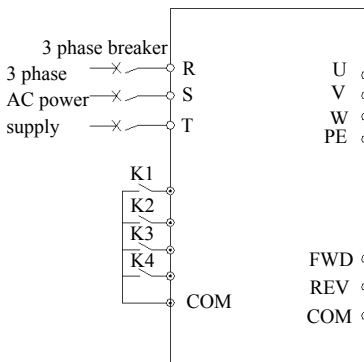 3 phase breaker
3 phase
R
U
AC power
S
V
supply
T
W
PE
K1
K2
K3
K4
FWD
REV
COM
COM